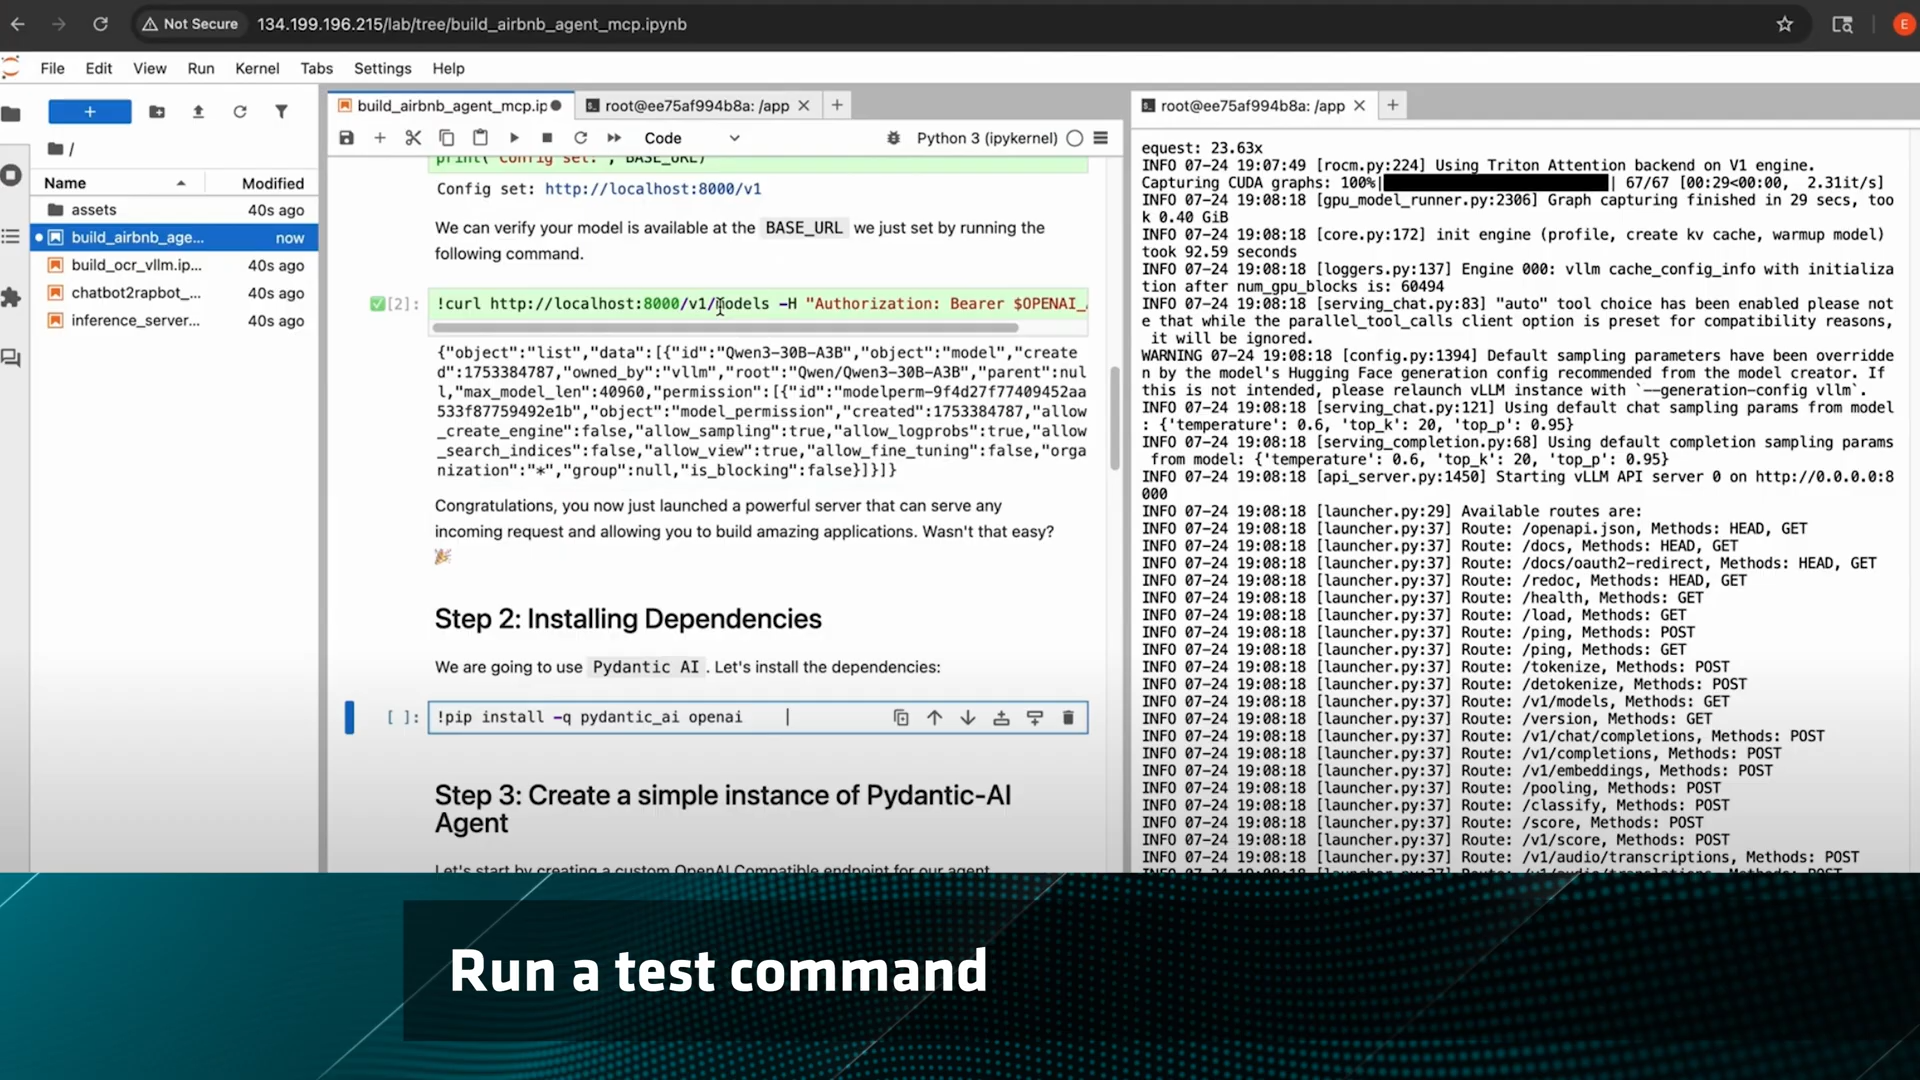 Not Secure 134.199.196.215/lab/tree/build_airbnb_agent_mcp.ipynb
E
File Edit View Run Kernel Tabs Settings Help
+
/
Name Modified
assets 40s ago
build_airbnb_age... now
build_ocr_vllm.ip... 40s ago
chatbot2rapbot_... 40s ago
inference_server... 40s ago
build_airbnb_agent_mcp.ip
root@ee75af994b8a: /app
Code
Python 3 (ipykernel)
print("Config set:", BASE_URL)
Config set: http://localhost:8000/v1
We can verify your model is available at the BASE_URL we just set by running the
following command.
[2]: !curl http://localhost:8000/v1/models -H "Authorization: Bearer $OPENAI_
{"object":"list","data":[{"id":"Qwen3-30B-A3B","object":"model","create
d":1753384787,"owned_by":"vllm","root":"Qwen/Qwen3-30B-A3B","parent":nul
l,"max_model_len":40960,"permission":[{"id":"modelperm-9f4d27f77409452aa
533f87759492e1b","object":"model_permission","created":1753384787,"allow
_create_engine":false,"allow_sampling":true,"allow_logprobs":true,"allow
_search_indices":false,"allow_view":true,"allow_fine_tuning":false,"orga
nization":"*","group":null,"is_blocking":false}]}]}
Congratulations, you now just launched a powerful server that can serve any
incoming request and allowing you to build amazing applications. Wasn't that easy?
🎉
Step 2: Installing Dependencies
We are going to use Pydantic AI. Let's install the dependencies:
[ ]: !pip install -q pydantic_ai openai
Step 3: Create a simple instance of Pydantic-AI
Agent
Let's start by creating a custom OpenAI Compatible endpoint for our agent
root@ee75af994b8a: /app
equest: 23.63x
INFO 07-24 19:07:49 [rocm.py:224] Using Triton Attention backend on V1 engine.
Capturing CUDA graphs: 100%| | 67/67 [00:29<00:00, 2.31it/s]
INFO 07-24 19:08:18 [gpu_model_runner.py:2306] Graph capturing finished in 29 secs, too
k 0.40 GiB
INFO 07-24 19:08:18 [core.py:172] init engine (profile, create kv cache, warmup model)
took 92.59 seconds
INFO 07-24 19:08:18 [loggers.py:137] Engine 000: vllm cache_config_info with initializa
tion after num_gpu_blocks is: 60494
INFO 07-24 19:08:18 [serving_chat.py:83] "auto" tool choice has been enabled please not
e that while the parallel_tool_calls client option is preset for compatibility reasons,
it will be ignored.
WARNING 07-24 19:08:18 [config.py:1394] Default sampling parameters have been overridde
n by the model's Hugging Face generation config recommended from the model creator. If
this is not intended, please relaunch vLLM instance with `--generation-config vllm`.
INFO 07-24 19:08:18 [serving_chat.py:121] Using default chat sampling params from model
: {'temperature': 0.6, 'top_k': 20, 'top_p': 0.95}
INFO 07-24 19:08:18 [serving_completion.py:68] Using default completion sampling params
from model: {'temperature': 0.6, 'top_k': 20, 'top_p': 0.95}
INFO 07-24 19:08:18 [api_server.py:1450] Starting vLLM API server 0 on http://0.0.0.0:8
000
INFO 07-24 19:08:18 [launcher.py:29] Available routes are:
INFO 07-24 19:08:18 [launcher.py:37] Route: /openapi.json, Methods: HEAD, GET
INFO 07-24 19:08:18 [launcher.py:37] Route: /docs, Methods: HEAD, GET
INFO 07-24 19:08:18 [launcher.py:37] Route: /docs/oauth2-redirect, Methods: HEAD, GET
INFO 07-24 19:08:18 [launcher.py:37] Route: /redoc, Methods: HEAD, GET
INFO 07-24 19:08:18 [launcher.py:37] Route: /health, Methods: GET
INFO 07-24 19:08:18 [launcher.py:37] Route: /load, Methods: GET
INFO 07-24 19:08:18 [launcher.py:37] Route: /ping, Methods: POST
INFO 07-24 19:08:18 [launcher.py:37] Route: /ping, Methods: GET
INFO 07-24 19:08:18 [launcher.py:37] Route: /tokenize, Methods: POST
INFO 07-24 19:08:18 [launcher.py:37] Route: /detokenize, Methods: POST
INFO 07-24 19:08:18 [launcher.py:37] Route: /v1/models, Methods: GET
INFO 07-24 19:08:18 [launcher.py:37] Route: /version, Methods: GET
INFO 07-24 19:08:18 [launcher.py:37] Route: /v1/chat/completions, Methods: POST
INFO 07-24 19:08:18 [launcher.py:37] Route: /v1/completions, Methods: POST
INFO 07-24 19:08:18 [launcher.py:37] Route: /v1/embeddings, Methods: POST
INFO 07-24 19:08:18 [launcher.py:37] Route: /pooling, Methods: POST
INFO 07-24 19:08:18 [launcher.py:37] Route: /classify, Methods: POST
INFO 07-24 19:08:18 [launcher.py:37] Route: /score, Methods: POST
INFO 07-24 19:08:18 [launcher.py:37] Route: /v1/score, Methods: POST
INFO 07-24 19:08:18 [launcher.py:37] Route: /v1/audio/transcriptions, Methods: POST
INFO 07-24 19:08:18 [launcher.py:37] Route: /v1/audio/translations, Methods: POST
Run a test command